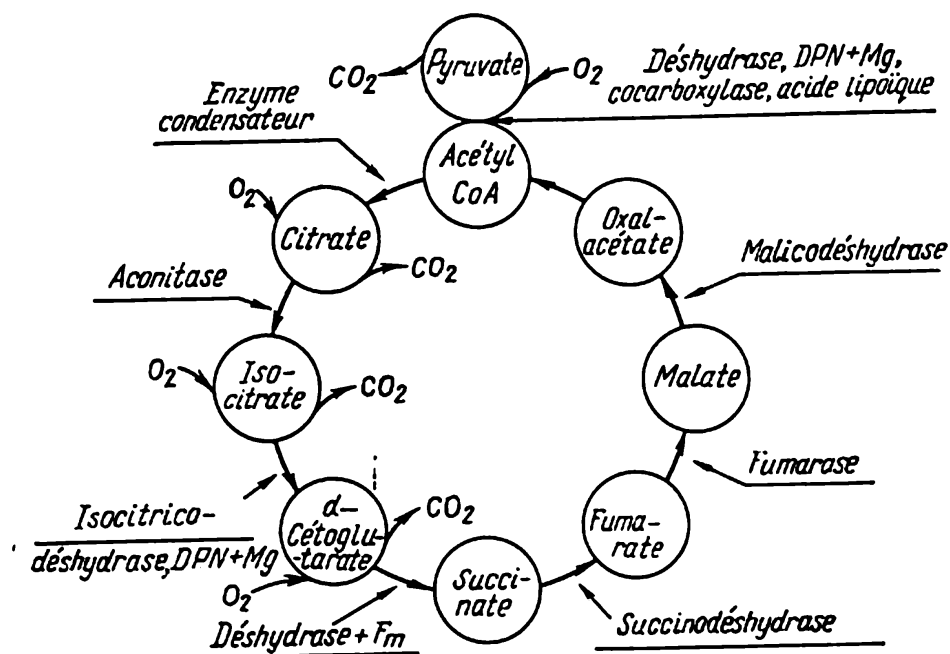 Pyruvate
CO2
O2
Déshydrase, DPN+Mg,
cocarboxylase, acide lipoïque
Enzyme
condensateur
Acétyl
CoA
O2
Citrate
CO2
Oxal-
acétate
Malicodéshydrase
Aconitase
O2
Iso-
citrate
CO2
Malate
Fumarase
Isocitrico-
déshydrase, DPN+Mg
d-
Cétoglu-
-tarate
CO2
O2
Fuma-
rate
Succi-
nate
Déshydrase + Fm
Succinodéshydrase